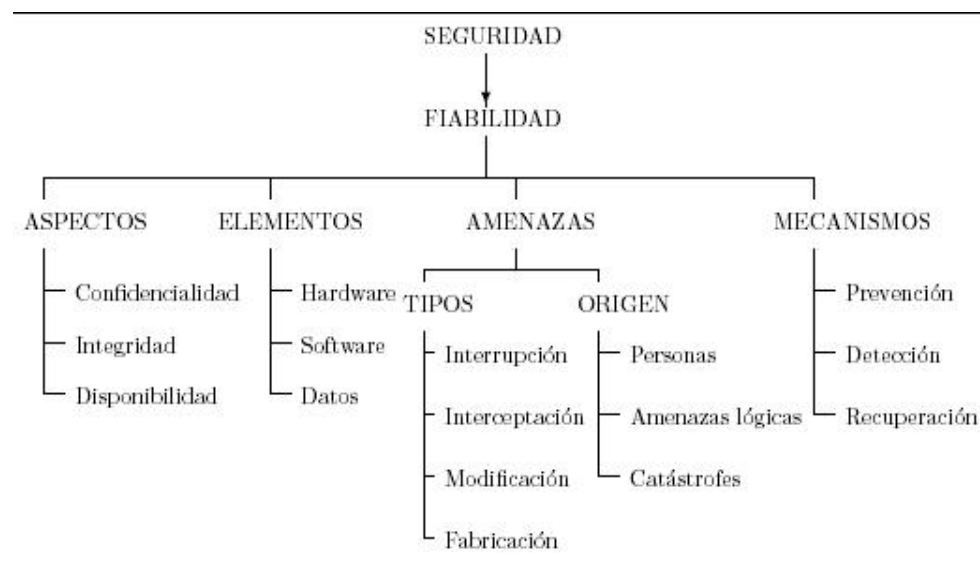 SEGURIDAD
FIABILIDAD
ASPECTOS
Confidencialidad
Integridad
Disponibilidad
ELEMENTOS
Hardware
Software
Datos
AMENAZAS
TIPOS
Interrupción
Interceptación
Modificación
Fabricación
ORIGEN
Personas
Amenazas lógicas
Catástrofes
MECANISMOS
Prevención
Detección
Recuperación